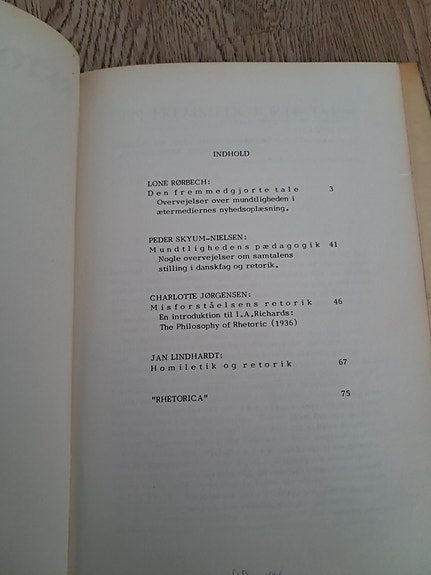 INDHOLD
LONE RØRBECH:
Den fremmedgjorte tale 3
Overvejelser over mundtligheden i
ætermediernes nyhedsoplæsning.
PEDER SKYUM-NIELSEN:
Mundtlighedens pædagogik 41
Nogle overvejelser om samtalens
stilling i danskfag og retorik.
CHARLOTTE JØRGENSEN:
Misforståelsens retorik 46
En introduktion til I.A.Richards:
The Philosophy of Rhetoric (1936)
JAN LINDHARDT:
Homiletik og retorik 67
"RHETORICA" 75